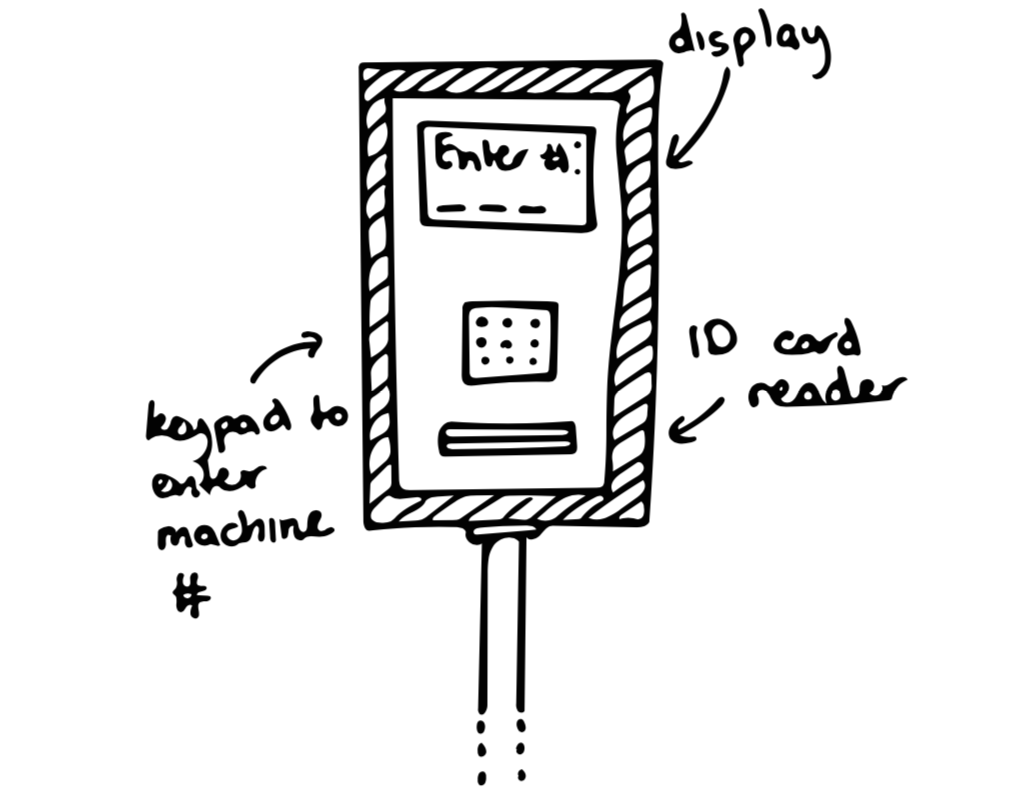 display
Enter #:
_ _ _
ID card
reader
keypad to
enter
machine
#